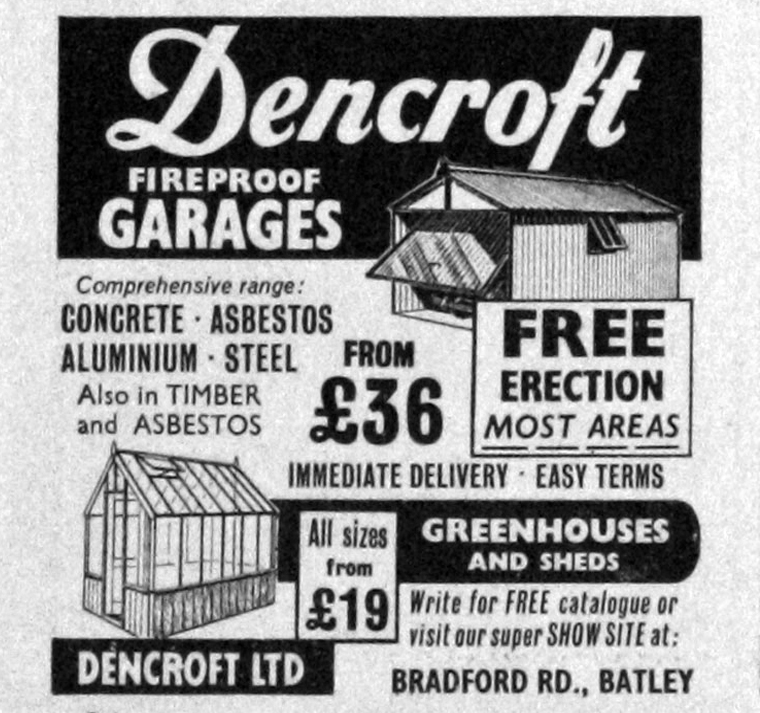 Dencroft
FIREPROOF
GARAGES
Comprehensive range:
CONCRETE · ASBESTOS
ALUMINIUM · STEEL
Also in TIMBER
and ASBESTOS
FROM
£36
FREE
ERECTION
MOST AREAS
IMMEDIATE DELIVERY · EASY TERMS
All sizes
from
£19
GREENHOUSES
AND SHEDS
Write for FREE catalogue or
visit our super SHOW SITE at:
DENCROFT LTD
BRADFORD RD., BATLEY